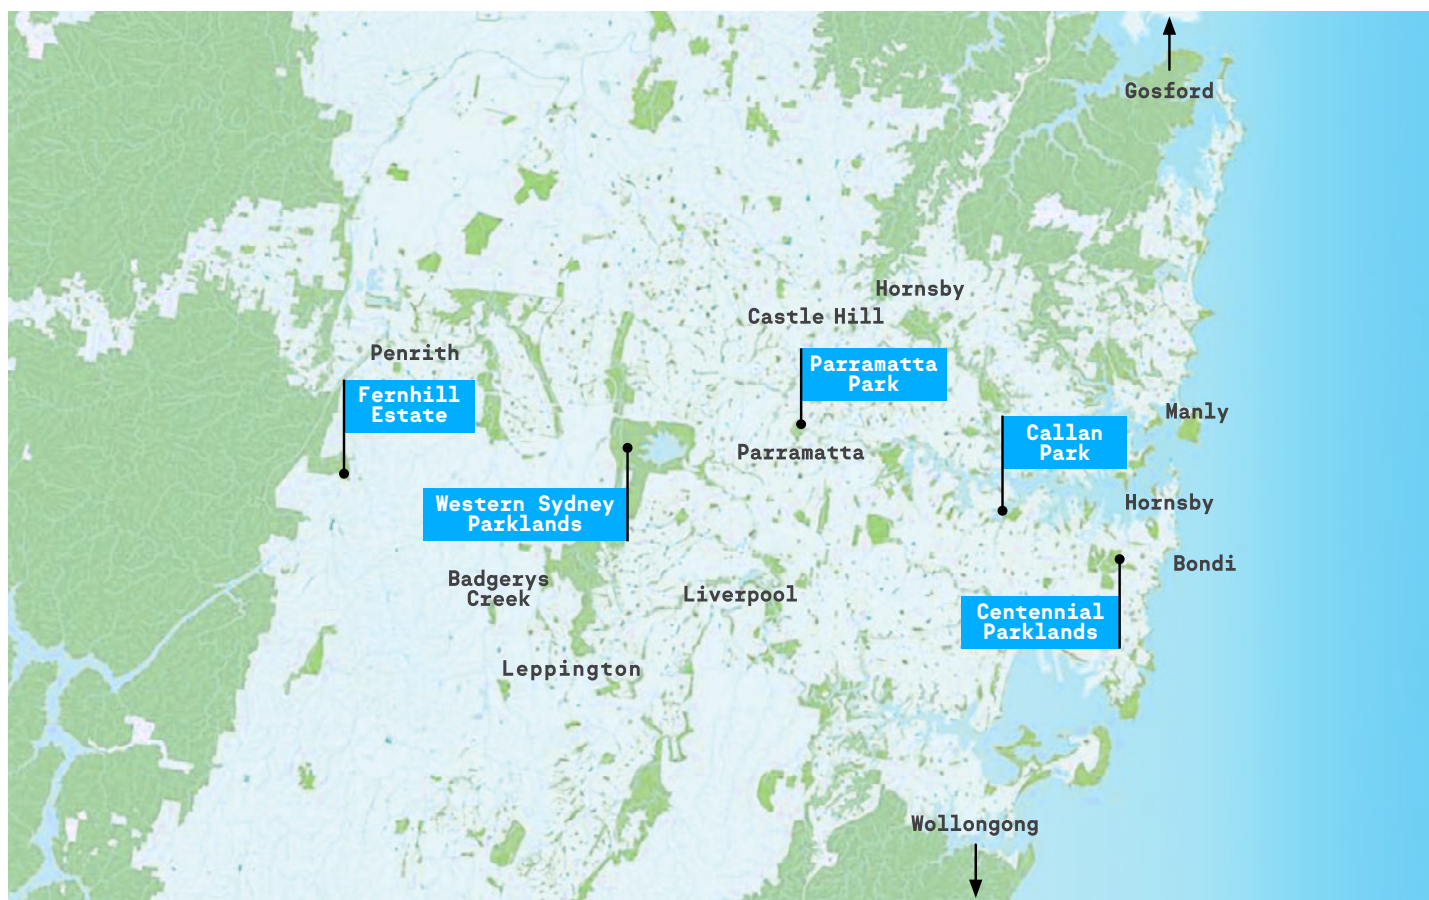 Gosford
Hornsby
Castle Hill
Penrith
Parramatta
Park
Fernhill
Estate
Manly
Callan
Park
Parramatta
Western Sydney
Parklands
Hornsby
Bondi
Badgerys
Creek
Liverpool
Centennial
Parklands
Leppington
Wollongong